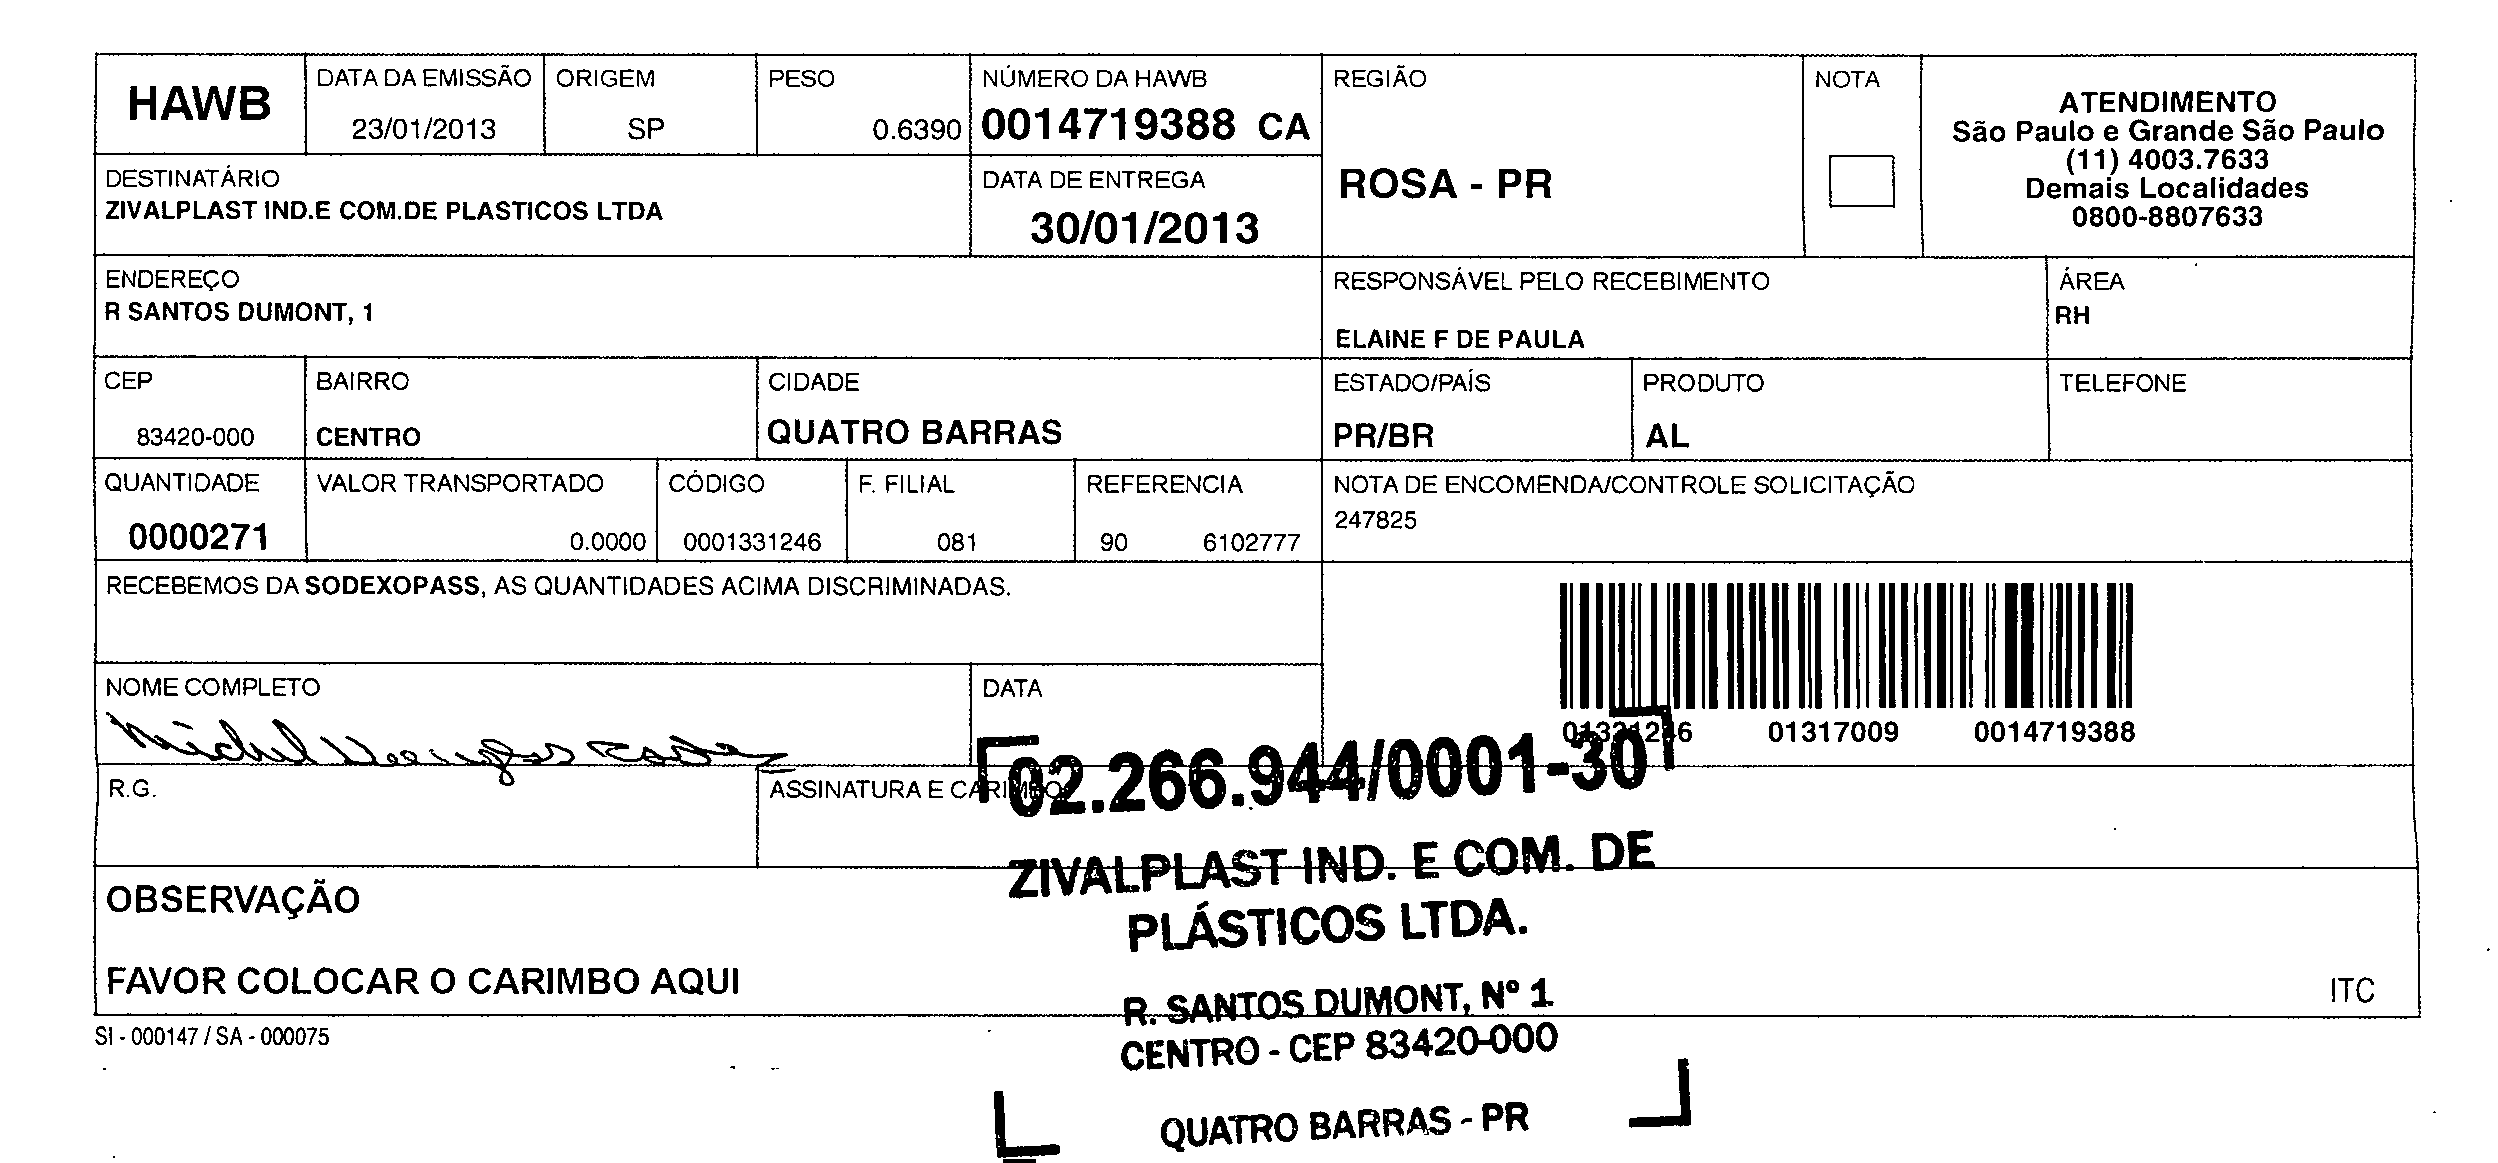 HAWB
DATA DA EMISSÃO
23/01/2013
ORIGEM
SP
PESO
0.6390
NÚMERO DA HAWB
0014719388 CA
REGIÃO
ROSA - PR
NOTA
ATENDIMENTO
São Paulo e Grande São Paulo
(11) 4003.7633
Demais Localidades
0800-8807633
DESTINATÁRIO
ZIVALPLAST IND.E COM.DE PLASTICOS LTDA
DATA DE ENTREGA
30/01/2013
ENDEREÇO
R SANTOS DUMONT, 1
RESPONSÁVEL PELO RECEBIMENTO
ELAINE F DE PAULA
ÁREA
RH
CEP
83420-000
BAIRRO
CENTRO
CIDADE
QUATRO BARRAS
ESTADO/PAÍS
PR/BR
PRODUTO
AL
TELEFONE
QUANTIDADE
0000271
VALOR TRANSPORTADO
0.0000
CÓDIGO
0001331246
F. FILIAL
081
REFERENCIA
90 6102777
NOTA DE ENCOMENDA/CONTROLE SOLICITAÇÃO
247825
RECEBEMOS DA SODEXOPASS, AS QUANTIDADES ACIMA DISCRIMINADAS.
01331246 01317009 0014719388
NOME COMPLETO
DATA
R.G.
ASSINATURA E CARIMBO
02.266.944/0001-30
ZIVALPLAST IND. E COM. DE
PLÁSTICOS LTDA.
R. SANTOS DUMONT, Nº 1
CENTRO - CEP 83420-000
QUATRO BARRAS - PR
OBSERVAÇÃO
FAVOR COLOCAR O CARIMBO AQUI
ITC
SI - 000147 / SA - 000075